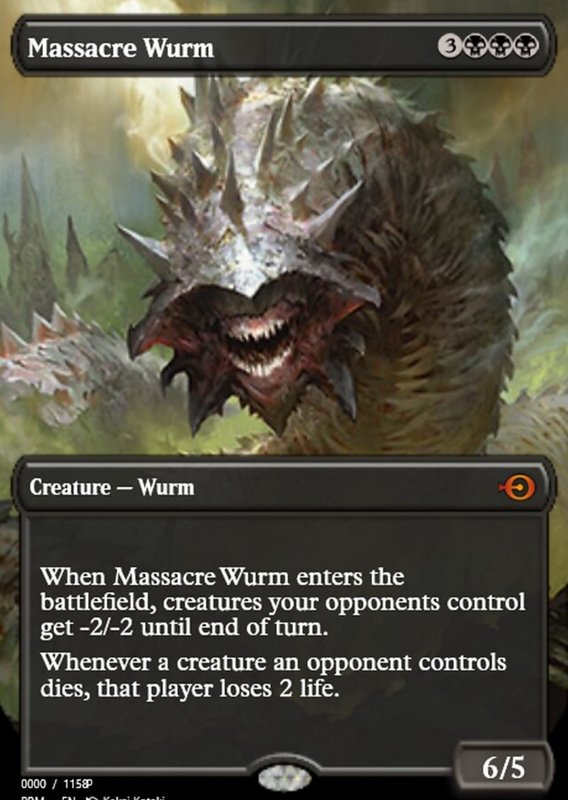 Massacre Wurm 3
Creature — Wurm
When Massacre Wurm enters the
battlefield, creatures your opponents control
get -2/-2 until end of turn.
Whenever a creature an opponent controls
dies, that player loses 2 life.
6/5
0000 / 1158P